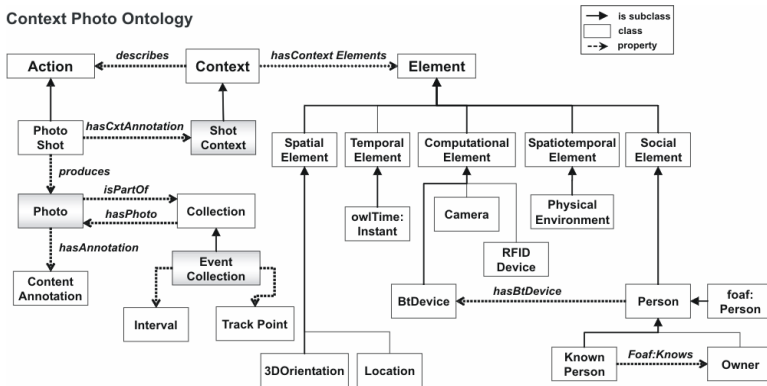 Context Photo Ontology
is subclass
class
property
Action
describes
Context
hasContext Elements
Element
Photo
Shot
hasCxtAnnotation
Shot
Context
Spatial
Element
Temporal
Element
Computational
Element
Spatiotemporal
Element
Social
Element
produces
isPartOf
Photo
hasPhoto
Collection
owlTime:
Instant
Camera
Physical
Environment
hasAnnotation
RFID
Device
Event
Collection
Content
Annotation
BtDevice
hasBtDevice
Person
foaf:
Person
Interval
Track Point
3DOrientation
Location
Known
Person
Foaf:Knows
Owner